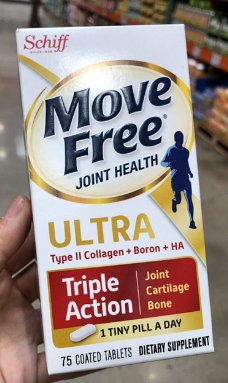 Schiff
Move
Free®
JOINT HEALTH
ULTRA
Type II Collagen + Boron + HA
Triple
Action
Joint
Cartilage
Bone
1 TINY PILL A DAY
75 COATED TABLETS DIETARY SUPPLEMENT